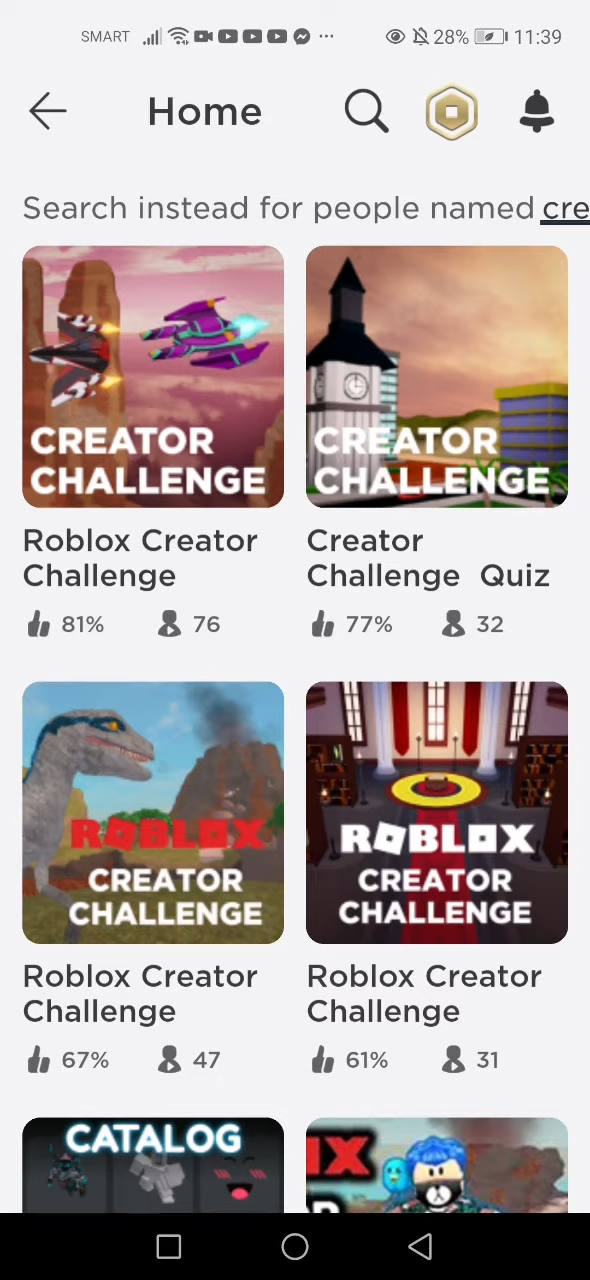 SMART ... 28% 11:39
Home
Search instead for people named cre
CREATOR
CHALLENGE
CREATOR
CHALLENGE
Roblox Creator
Challenge
Creator
Challenge Quiz
81% 76
77% 32
ROBLOX
CREATOR
CHALLENGE
ROBLOX
CREATOR
CHALLENGE
Roblox Creator
Challenge
Roblox Creator
Challenge
67% 47
61% 31
CATALOG